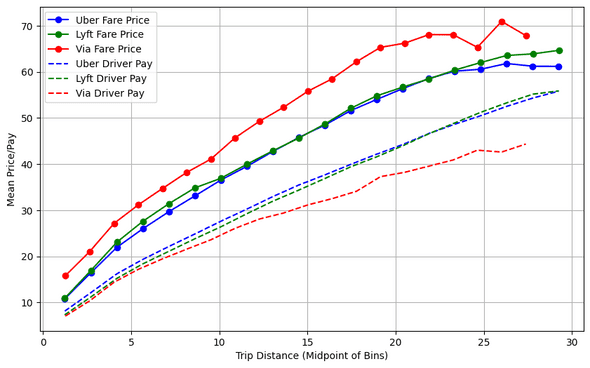 Uber Fare Price
Lyft Fare Price
Via Fare Price
Uber Driver Pay
Lyft Driver Pay
Via Driver Pay
70
60
50
40
30
20
10
Mean Price/Pay
0 5 10 15 20 25 30
Trip Distance (Midpoint of Bins)